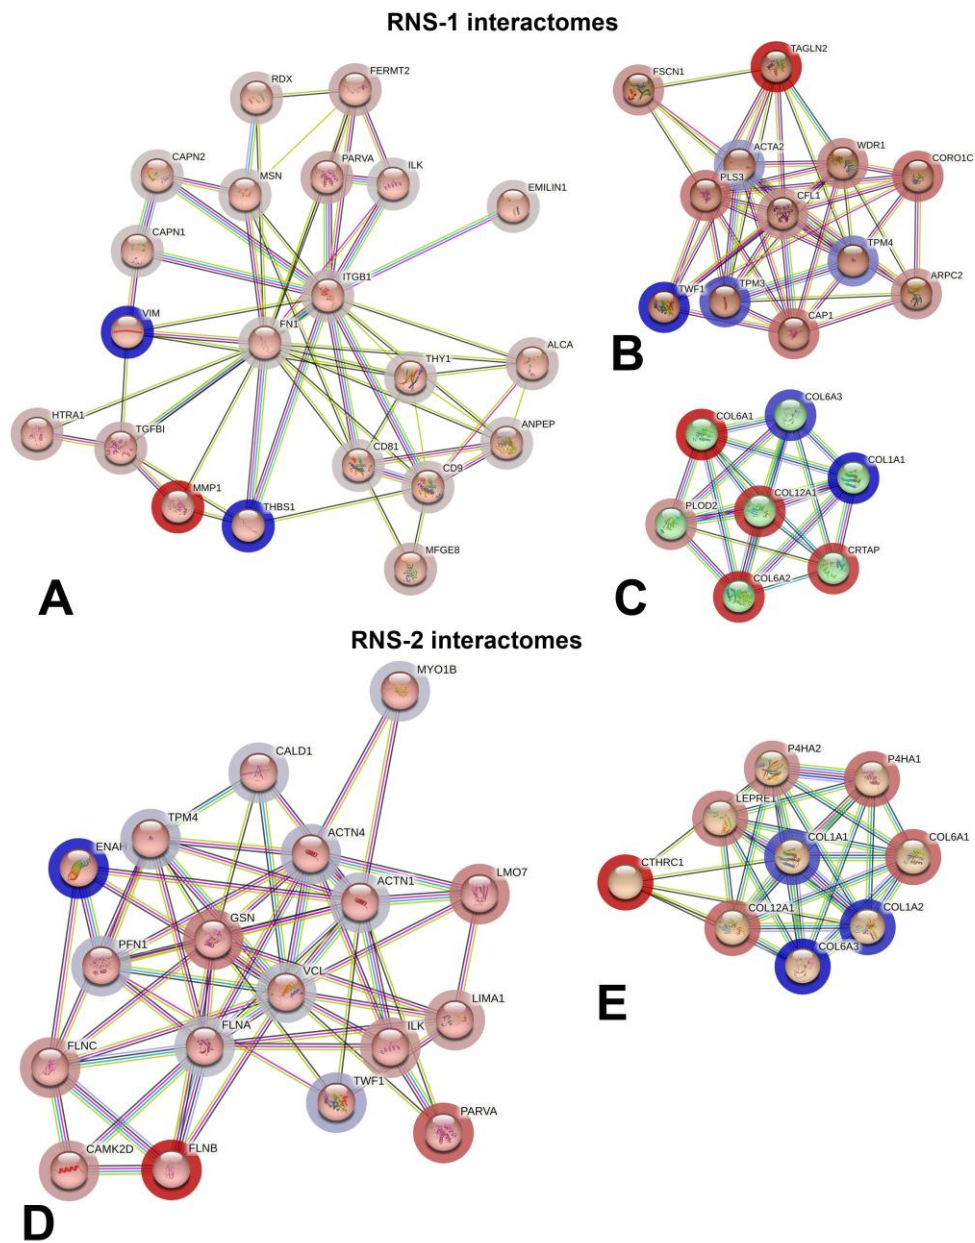 RNS-1 interactomes
RDX
FERMT2
CAPN2
MSN
PARVA
ILK
EMILIN1
CAPN1
ITGB1
VIM
FN1
THY1
ALCA
HTRA1
TGFBI
CD81
ANPEP
CD9
MMP1
THBS1
MFGE8
A
TAGLN2
FSCN1
ACTA2
WDR1
CORO1C
PLS3
CFL1
TPM4
TWF1
TPM3
ARPC2
CAP1
B
COL6A1
COL6A3
COL1A1
PLOD2
COL12A1
CRTAP
COL6A2
C
RNS-2 interactomes
MYO1B
CALD1
TPM4
ACTN4
ENAH
ACTN1
LMO7
GSN
PFN1
VCL
LIMA1
FLNA
ILK
FLNC
TWF1
PARVA
CAMK2D
FLNB
D
P4HA2
P4HA1
LEPRE1
COL1A1
COL6A1
CTHRC1
COL12A1
COL1A2
COL6A3
E